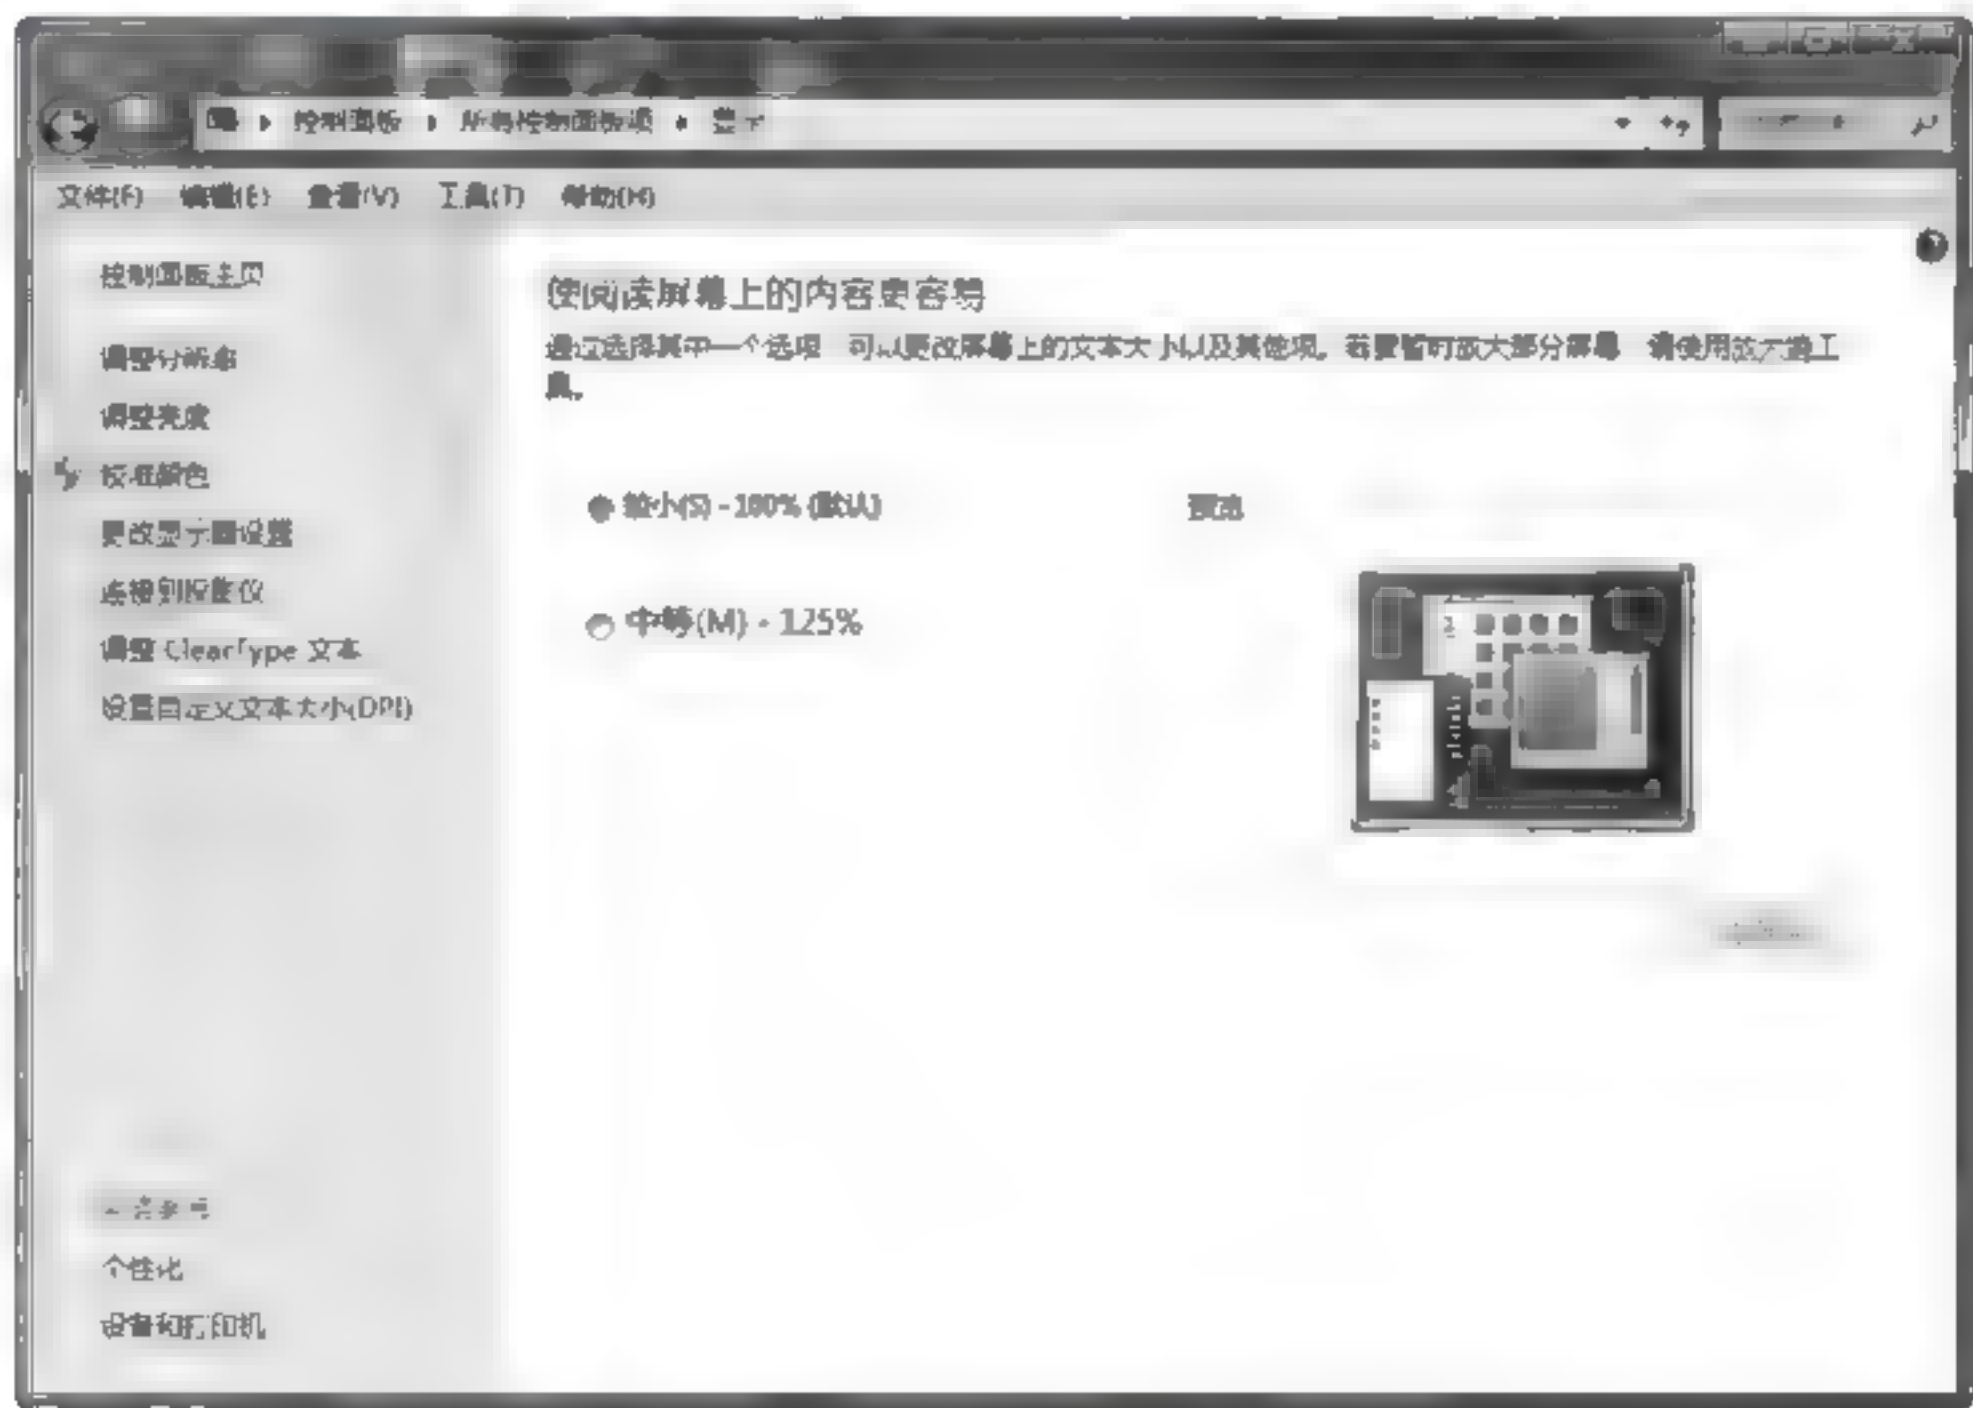 控制面板 ▸ 所有控制面板项 ▸ 显示
文件(F) 编辑(E) 查看(V) 工具(T) 帮助(H)
控制面板主页
调整分辨率
调整亮度
校准颜色
更改显示器设置
连接到投影仪
调整 ClearType 文本
设置自定义文本大小(DPI)
使阅读屏幕上的内容更容易
通过选择其中一个选项，可以更改屏幕上的文本大小以及其他项。若要暂时放大部分屏幕，请使用放大镜工
具。
较小(S) - 100% (默认)
预览
中等(M) - 125%
另请参阅
个性化
设备和打印机